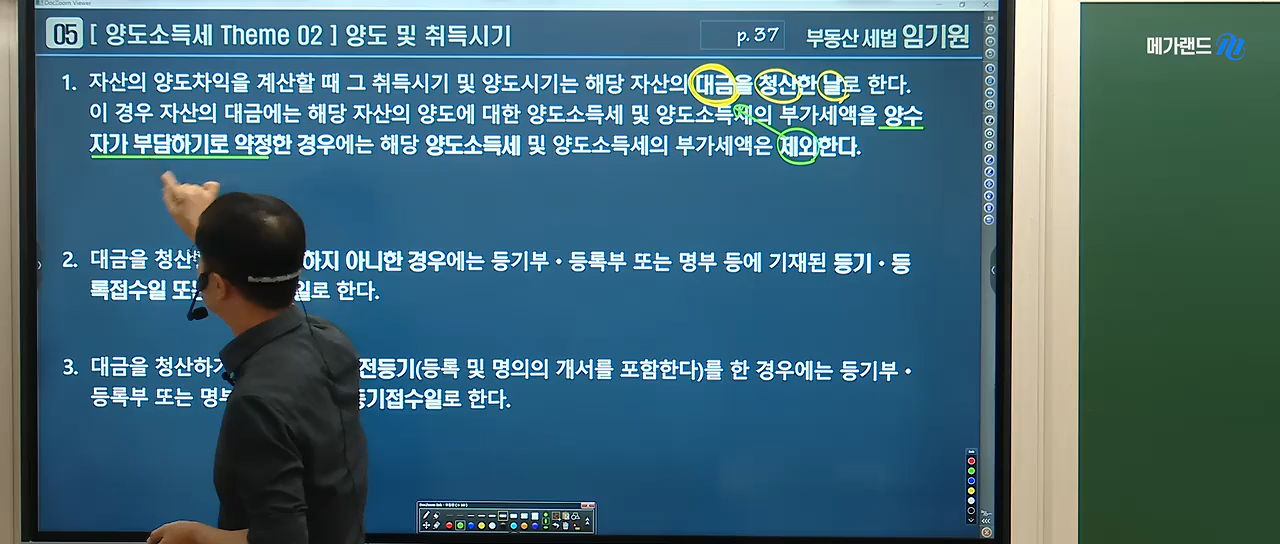 DocZoom Viewer
05 [ 양도소득세 Theme 02 ] 양도 및 취득시기
p. 37
부동산 세법 임기원
메가랜드
1. 자산의 양도차익을 계산할 때 그 취득시기 및 양도시기는 해당 자산의 대금을 청산한 날로 한다.
이 경우 자산의 대금에는 해당 자산의 양도에 대한 양도소득세 및 양도소득세의 부가세액을 양수
자가 부담하기로 약정한 경우에는 해당 양도소득세 및 양도소득세의 부가세액은 제외한다.
2. 대금을 청산 하지 아니한 경우에는 등기부·등록부 또는 명부 등에 기재된 등기·등
록접수일 또 일로 한다.
3. 대금을 청산하 전등기(등록 및 명의의 개서를 포함한다)를 한 경우에는 등기부·
등록부 또는 명 등기접수일로 한다.